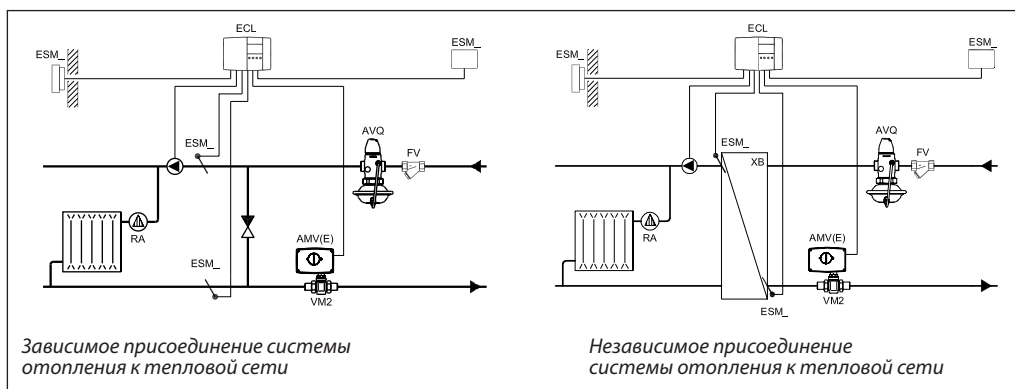 ECL
ESM_
ESM_
ESM_
AVQ
FV
RA
AMV(E)
ESM_
VM2
Зависимое присоединение системы
отопления к тепловой сети
ECL
ESM_
ESM_
ESM_
XB
AVQ
FV
RA
AMV(E)
VM2
ESM_
Независимое присоединение
системы отопления к тепловой сети